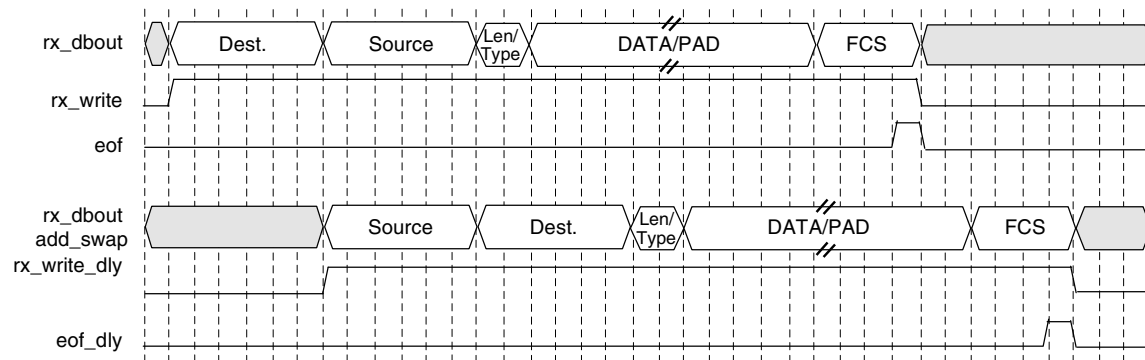 rx_dbout
Dest.
Source
Len/
Type
DATA/PAD
FCS
rx_write
eof
rx_dbout
add_swap
Source
Dest.
Len/
Type
DATA/PAD
FCS
rx_write_dly
eof_dly